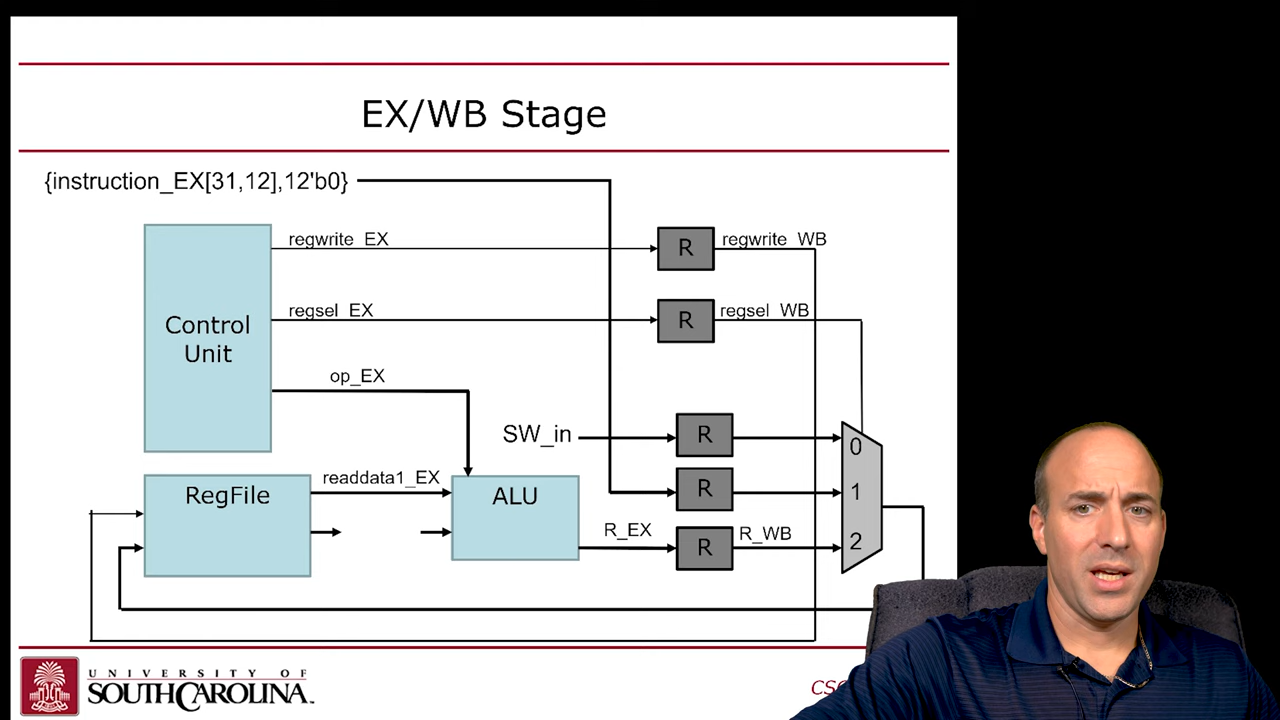 EX/WB Stage
{instruction_EX[31,12],12'b0}
regwrite_EX
R
regwrite_WB
regsel_EX
R
regsel_WB
Control
Unit
op_EX
SW_in
R
0
RegFile
readdata1_EX
ALU
R
1
R_EX
R
R_WB
2
UNIVERSITY OF
SOUTH CAROLINA